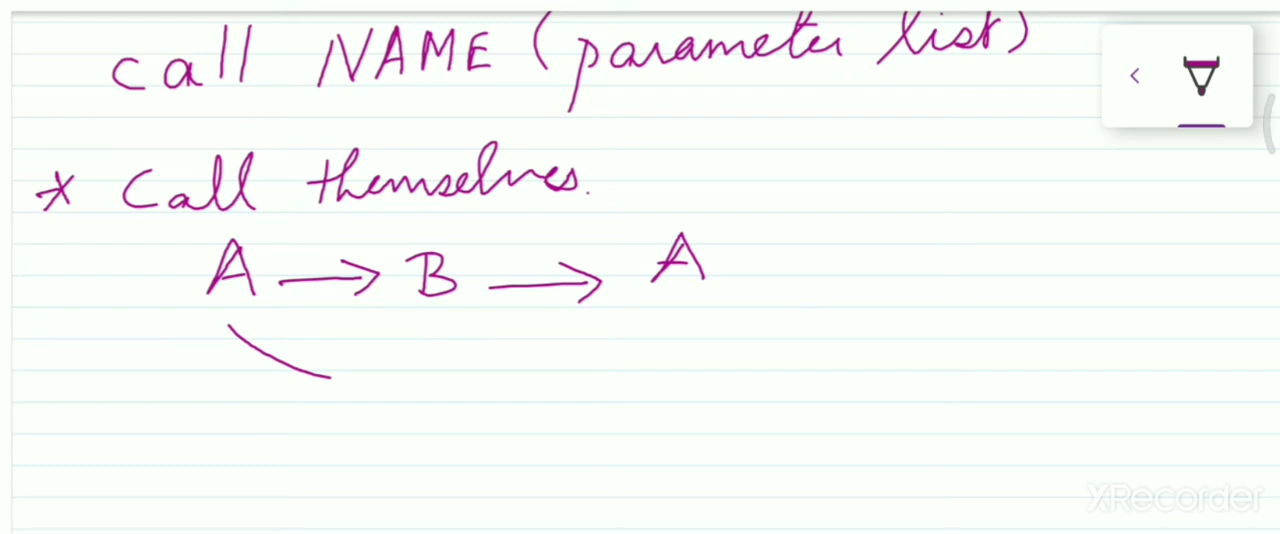 call NAME (parameter list)
* Call themselves.
A → B → A
XRecorder